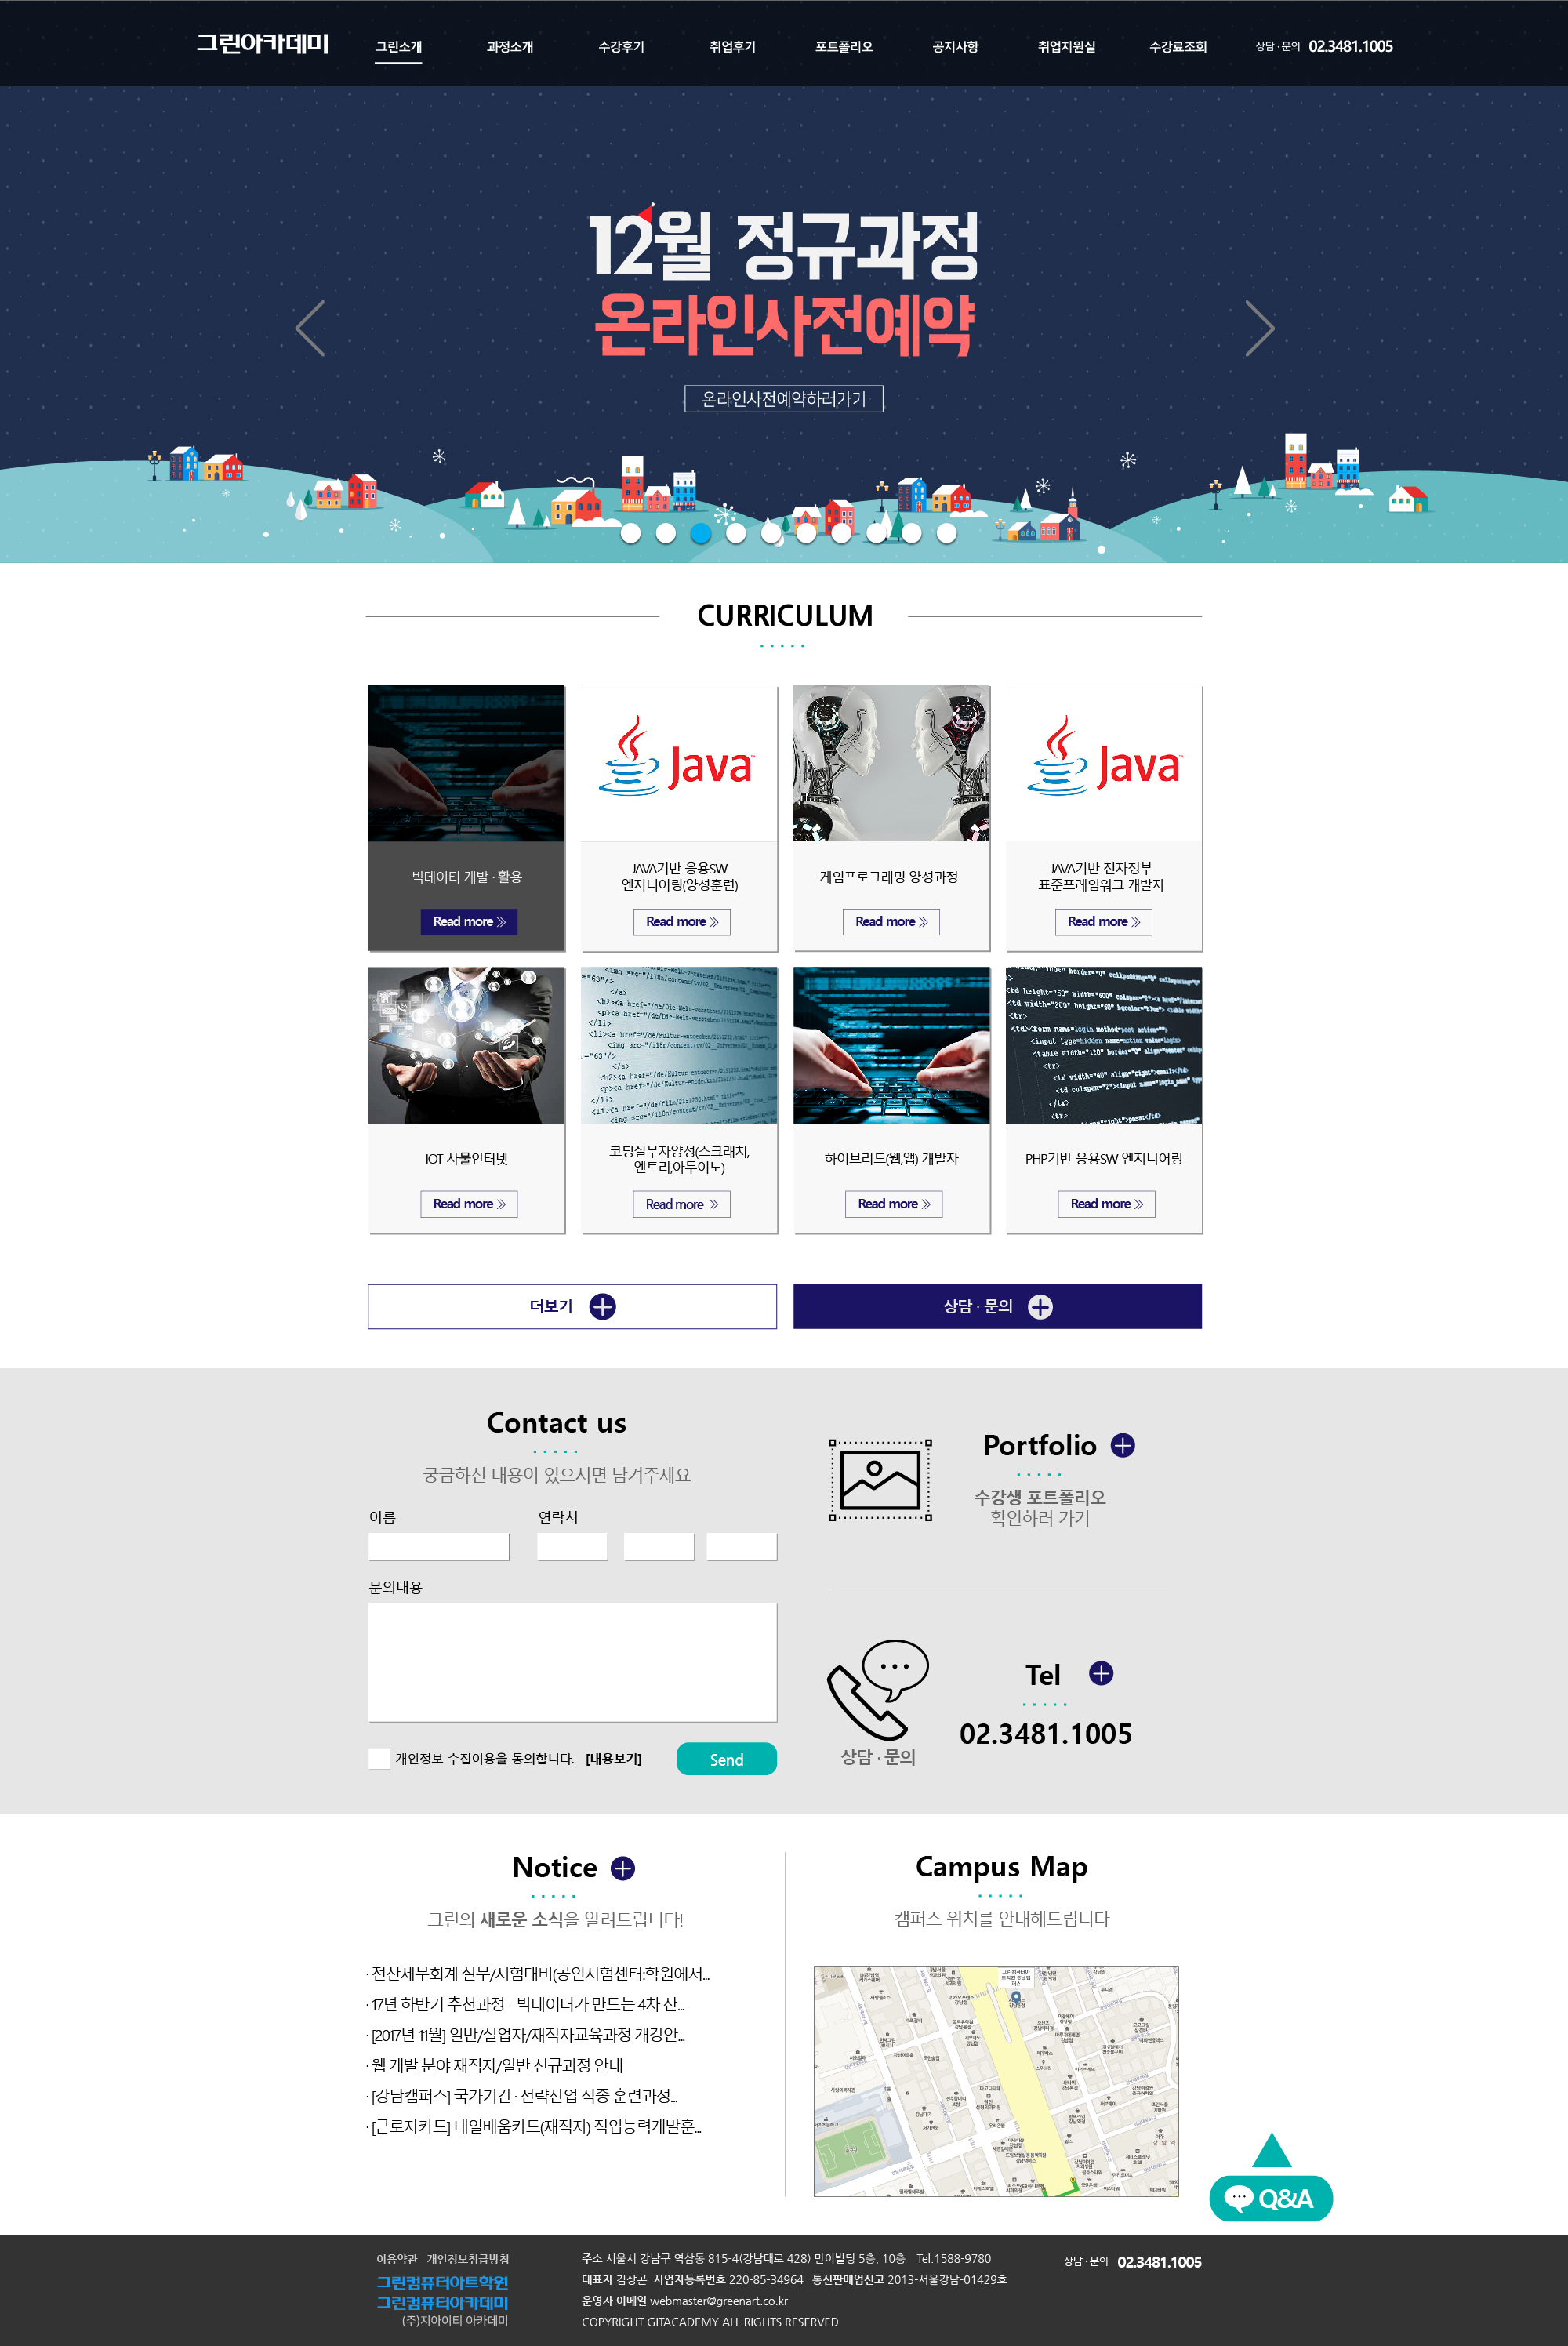 그린아카데미
그린소개
과정소개
수강후기
취업후기
포트폴리오
공지사항
취업지원실
수강료조회
상담 · 문의 02.3481.1005
12월 정규과정
온라인사전예약
온라인사전예약하러가기
CURRICULUM
Java
Java
빅데이터 개발 · 활용
JAVA기반 응용SW
엔지니어링(양성훈련)
게임프로그래밍 양성과정
JAVA기반 전자정부
표준프레임워크 개발자
Read more
Read more
Read more
Read more
IOT 사물인터넷
코딩실무자양성(스크래치,
엔트리,아두이노)
하이브리드(웹,앱) 개발자
PHP기반 응용SW 엔지니어링
Read more
Read more
Read more
Read more
더보기
상담 · 문의
Contact us
궁금하신 내용이 있으시면 남겨주세요
이름
연락처
문의내용
개인정보 수집이용을 동의합니다. [내용보기]
Send
Portfolio
수강생 포트폴리오
확인하러 가기
Tel
02.3481.1005
상담 · 문의
Notice
그린의 새로운 소식을 알려드립니다!
· 전산세무회계 실무/시험대비(공인시험센터:학원에서...
· 17년 하반기 추천과정 - 빅데이터가 만드는 4차 산...
· [2017년 11월] 일반/실업자/재직자교육과정 개강안...
· 웹 개발 분야 재직자/일반 신규과정 안내
· [강남캠퍼스] 국가기간 · 전략산업 직종 훈련과정...
· [근로자카드] 내일배움카드(재직자) 직업능력개발훈...
Campus Map
캠퍼스 위치를 안내해드립니다
Q&A
이용약관 개인정보취급방침
그린컴퓨터아트학원
그린컴퓨터아카데미
(주)지아이티 아카데미
주소 서울시 강남구 역삼동 815-4(강남대로 428) 만이빌딩 5층, 10층 Tel.1588-9780
대표자 김상곤 사업자등록번호 220-85-34964 통신판매업신고 2013-서울강남-01429호
운영자 이메일 webmaster@greenart.co.kr
COPYRIGHT GITACADEMY ALL RIGHTS RESERVED
상담 · 문의 02.3481.1005